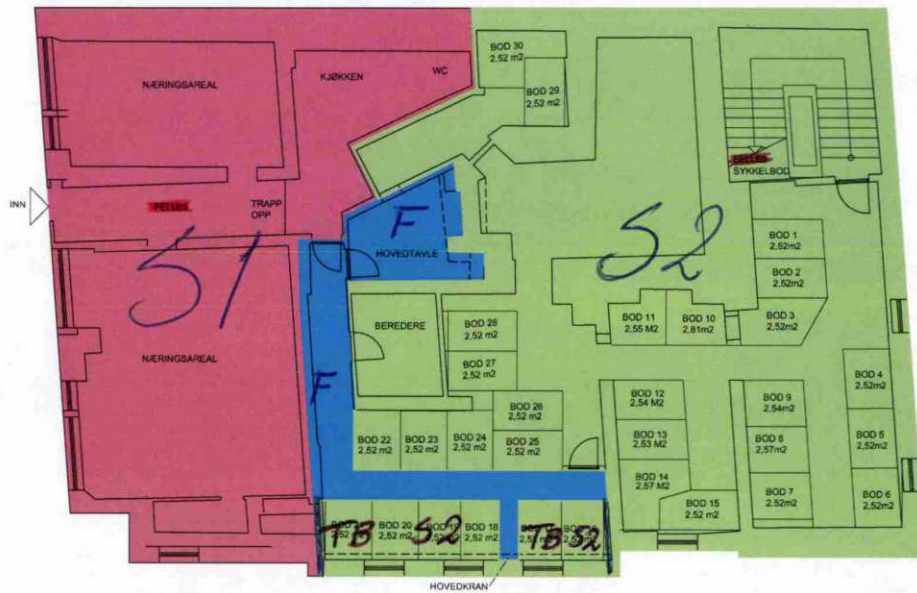 BOD 30
2,52 m2
NÆRINGSAREAL
KJØKKEN
WC
BOD 29
2,52 m2
FELLES
SYKKELBOD
INN
FELLES
TRAPP
OPP
F
HOVEDTAVLE
S1
S2
BOD 1
2,52m2
BOD 2
2,52m2
BOD 3
2,52m2
BOD 11
2,55 M2
BOD 10
2,81m2
BEREDERE
BOD 28
2,52 m2
BOD 27
2,52 m2
NÆRINGSAREAL
F
BOD 4
2,52m2
BOD 12
2,54 M2
BOD 9
2,54m2
BOD 26
2,52 m2
BOD 22
2,52 m2
BOD 23
2,52 m2
BOD 24
2,52 m2
BOD 25
2,52 m2
BOD 13
2,53 M2
BOD 8
2,57m2
BOD 5
2,52m2
BOD 14
2,57 M2
BOD 15
2,52 m2
BOD 7
2,52 m2
BOD 6
2,52m2
TB S2
BOD 20
2,52 m2
BOD 18
2,52 m2
TB S2
HOVEDKRAN